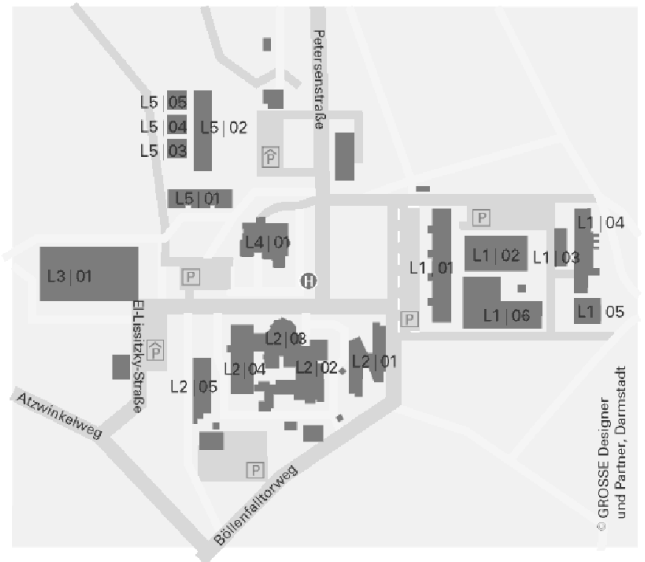 Petersenstraße
L5 | 05
L5 | 04
L5 | 02
L5 | 03
P
L5 | 01
L1 | 04
P
L4 | 01
L1 | 02
L1 | 03
L3 | 01
L1 | 01
P
H
L1 | 05
L1 | 06
P
El-Lissitzky-Straße
L2 | 03
P
L2 | 01
L2 | 04
L2 | 02
L2 | 05
Atzwinkelweg
P
Böllenfalltorweg
© GROSSE Designer
und Partner, Darmstadt